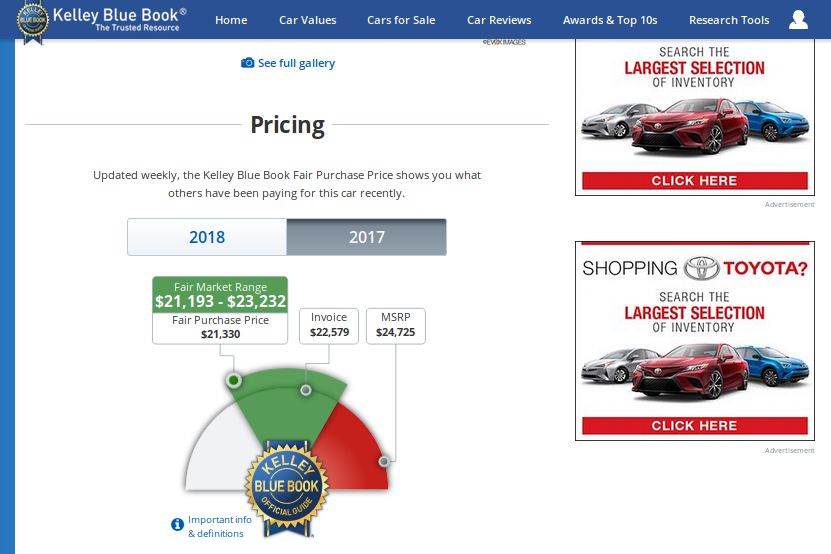 Kelley Blue Book®
The Trusted Resource
Home
Car Values
Cars for Sale
Car Reviews
Awards & Top 10s
Research Tools
©EVOX IMAGES
See full gallery
Pricing
Updated weekly, the Kelley Blue Book Fair Purchase Price shows you what
others have been paying for this car recently.
2018
2017
Fair Market Range
$21,193 - $23,232
Fair Purchase Price
$21,330
Invoice
$22,579
MSRP
$24,725
KELLEY
BLUE BOOK
OFFICIAL GUIDE
Important info
& definitions
SEARCH THE
LARGEST SELECTION
OF INVENTORY
CLICK HERE
Advertisement
SHOPPING TOYOTA?
SEARCH THE
LARGEST SELECTION
OF INVENTORY
CLICK HERE
Advertisement